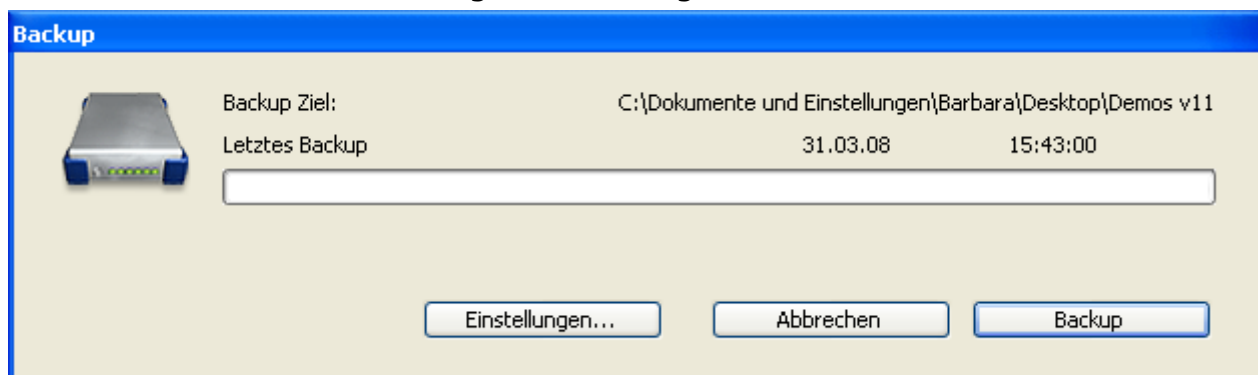 Backup
Backup Ziel: C:\Dokumente und Einstellungen\Barbara\Desktop\Demos v11
Letztes Backup 31.03.08 15:43:00
Einstellungen... Abbrechen Backup